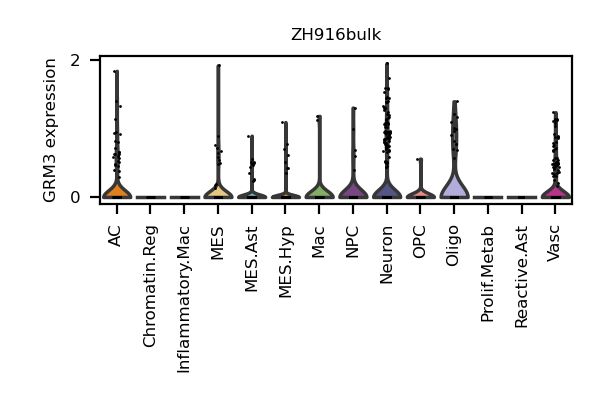 ZH916bulk
GRM3 expression
2
0
AC
Chromatin.Reg
Inflammatory.Mac
MES
MES.Ast
MES.Hyp
Mac
NPC
Neuron
OPC
Oligo
Prolif.Metab
Reactive.Ast
Vasc